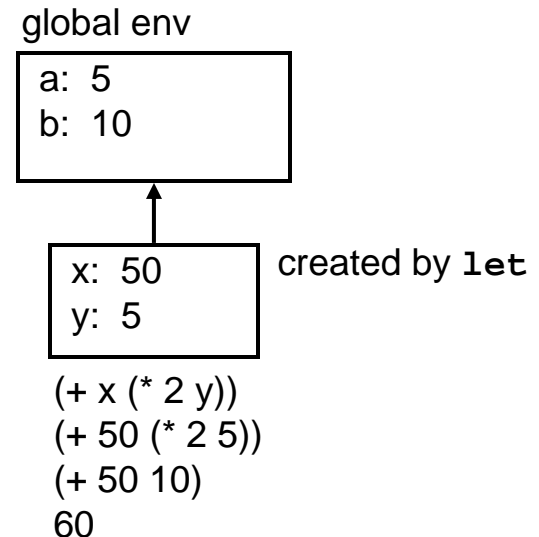 global env
a: 5
b: 10
x: 50
y: 5
created by let
(+ x (* 2 y))
(+ 50 (* 2 5))
(+ 50 10)
60